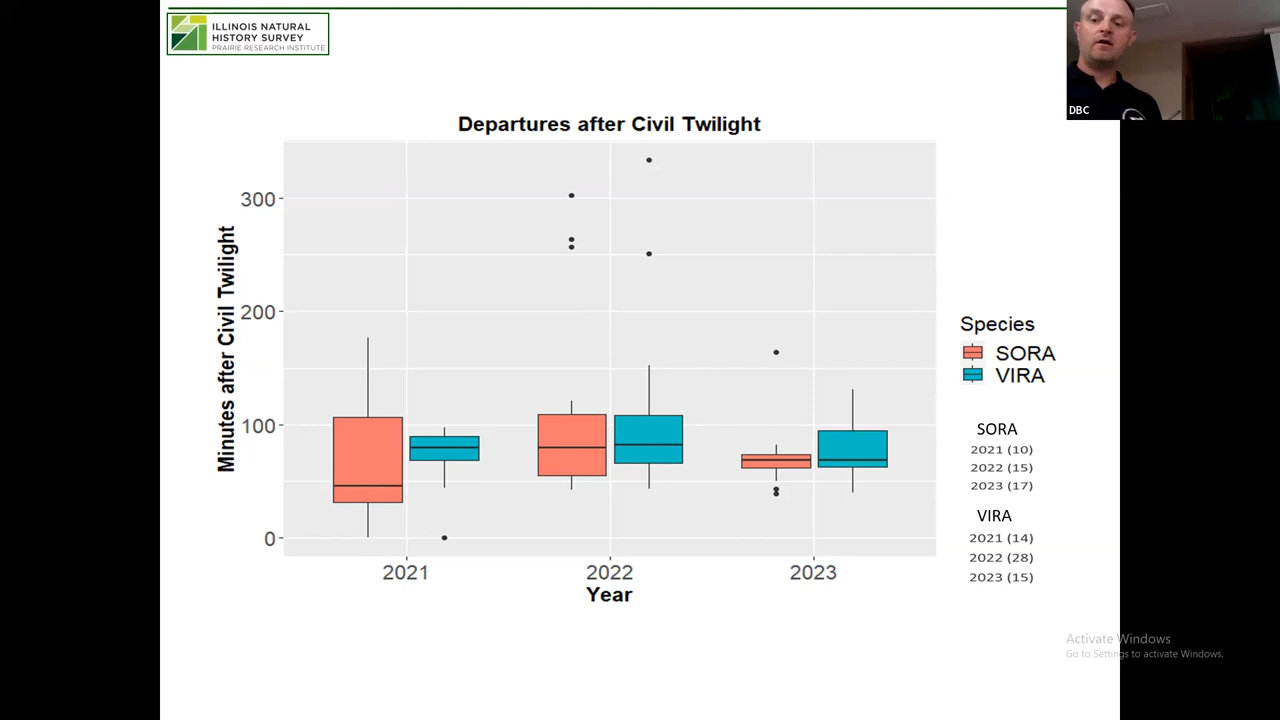 ILLINOIS NATURAL
HISTORY SURVEY
PRAIRIE RESEARCH INSTITUTE
DBC
Departures after Civil Twilight
Minutes after Civil Twilight
300
200
100
0
2021
2022
2023
Year
Species
SORA
VIRA
SORA
2021 (10)
2022 (15)
2023 (17)
VIRA
2021 (14)
2022 (28)
2023 (15)
Activate Windows
Go to Settings to activate Windows.